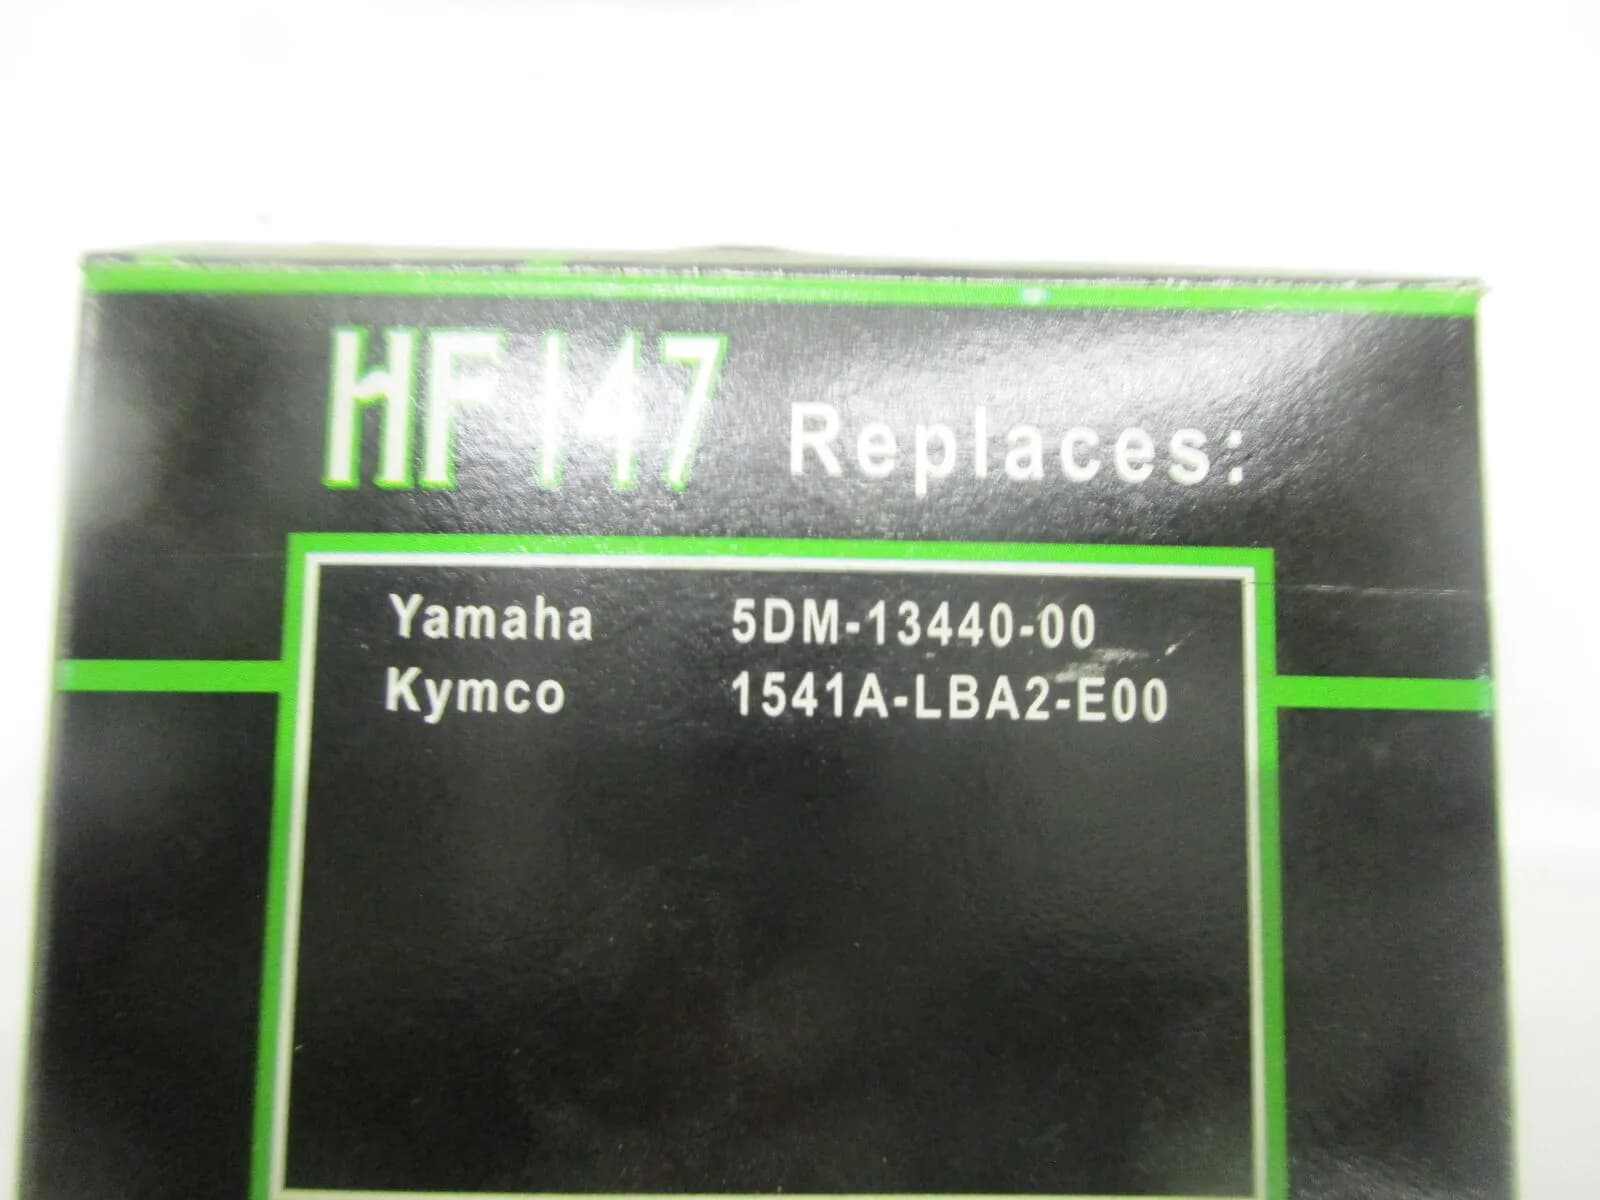 HF147 Replaces:
Yamaha 5DM-13440-00
Kymco 1541A-LBA2-E00